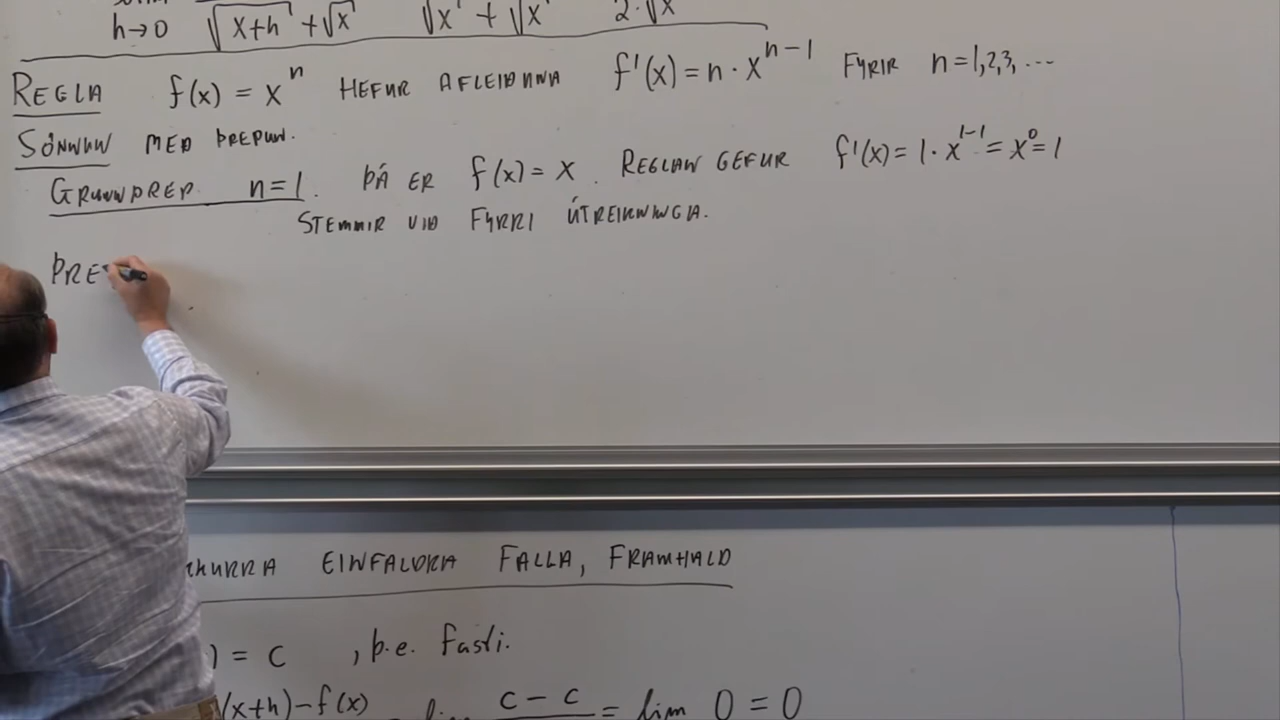 h→0 √x+h + √x √x + √x 2·√x
REGLA f(x) = x^n HEFUR AFLEIÐUNA f'(x) = n · x^{n-1} FYRIR n=1,2,3,...
SÖNNUN MEÐ ÞREPUN.
GRUNNÞREP. n=1. ÞÁ ER f(x) = x. REGLAN GEFUR f'(x) = 1 · x^{1-1} = x^0 = 1
STEMMIR VIÐ FYRRI ÚTREIKNINGA.
ÞRE
EINFALDRA FALLA, FRAMHALD
) = c , þ.e. fasti.
(x+h)-f(x) lim c - c = lim 0 = 0